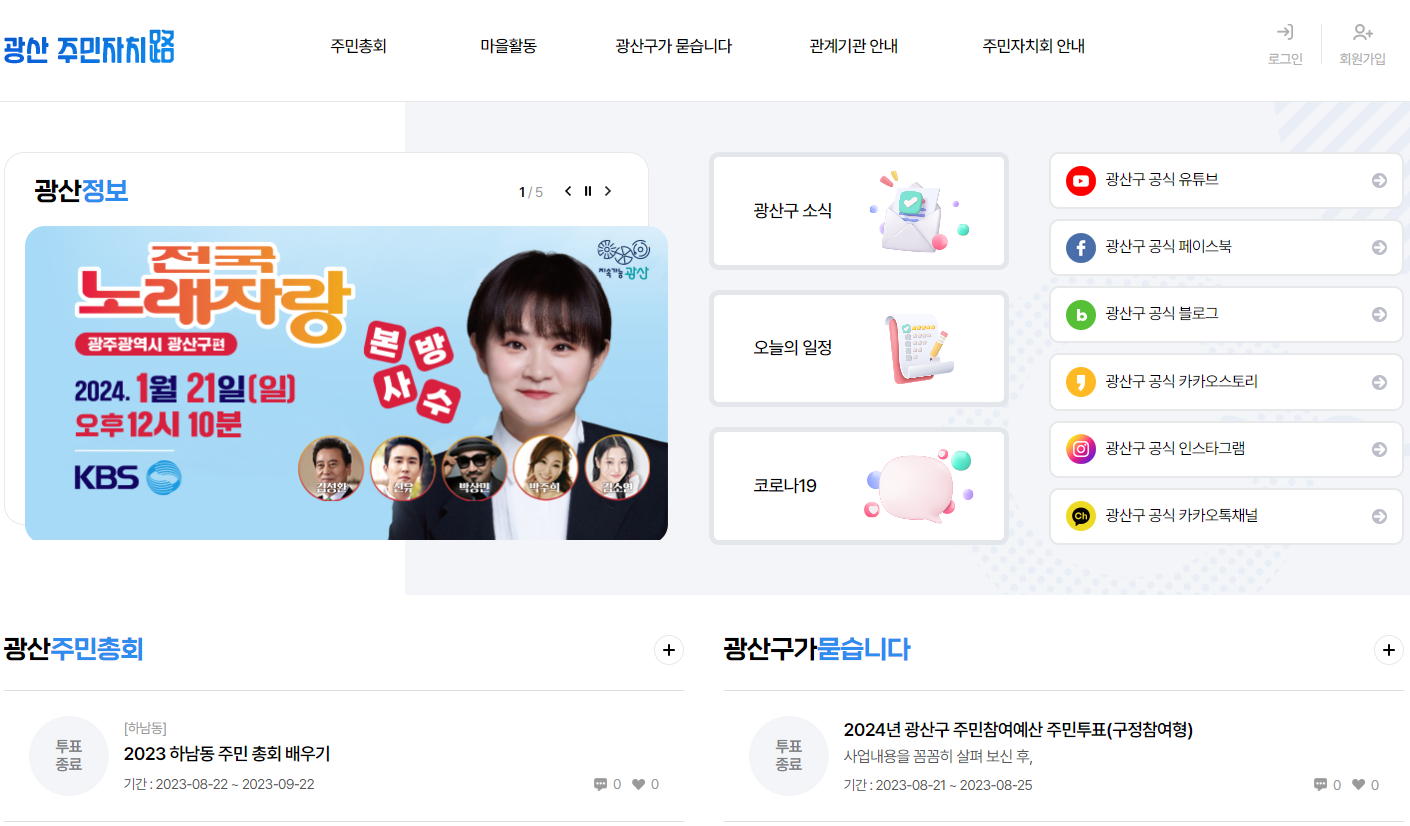 광산 주민자치路
주민총회
마을활동
광산구가 묻습니다
관계기관 안내
주민자치회 안내
로그인
회원가입
광산정보
1 / 5
전국
노래자랑
광주광역시 광산구편
2024. 1월 21일(일)
오후 12시 10분
KBS
본방
사수
지속가능 광산
김성환
신유
박상민
박주희
김소연
광산구 소식
오늘의 일정
코로나19
광산구 공식 유튜브
광산구 공식 페이스북
b
광산구 공식 블로그
광산구 공식 카카오스토리
광산구 공식 인스타그램
Ch
광산구 공식 카카오톡채널
광산주민총회
투표
종료
[하남동]
2023 하남동 주민 총회 배우기
기간 : 2023-08-22 ~ 2023-09-22
0
0
광산구가묻습니다
투표
종료
2024년 광산구 주민참여예산 주민투표(구정참여형)
사업내용을 꼼꼼히 살펴 보신 후,
기간 : 2023-08-21 ~ 2023-08-25
0
0